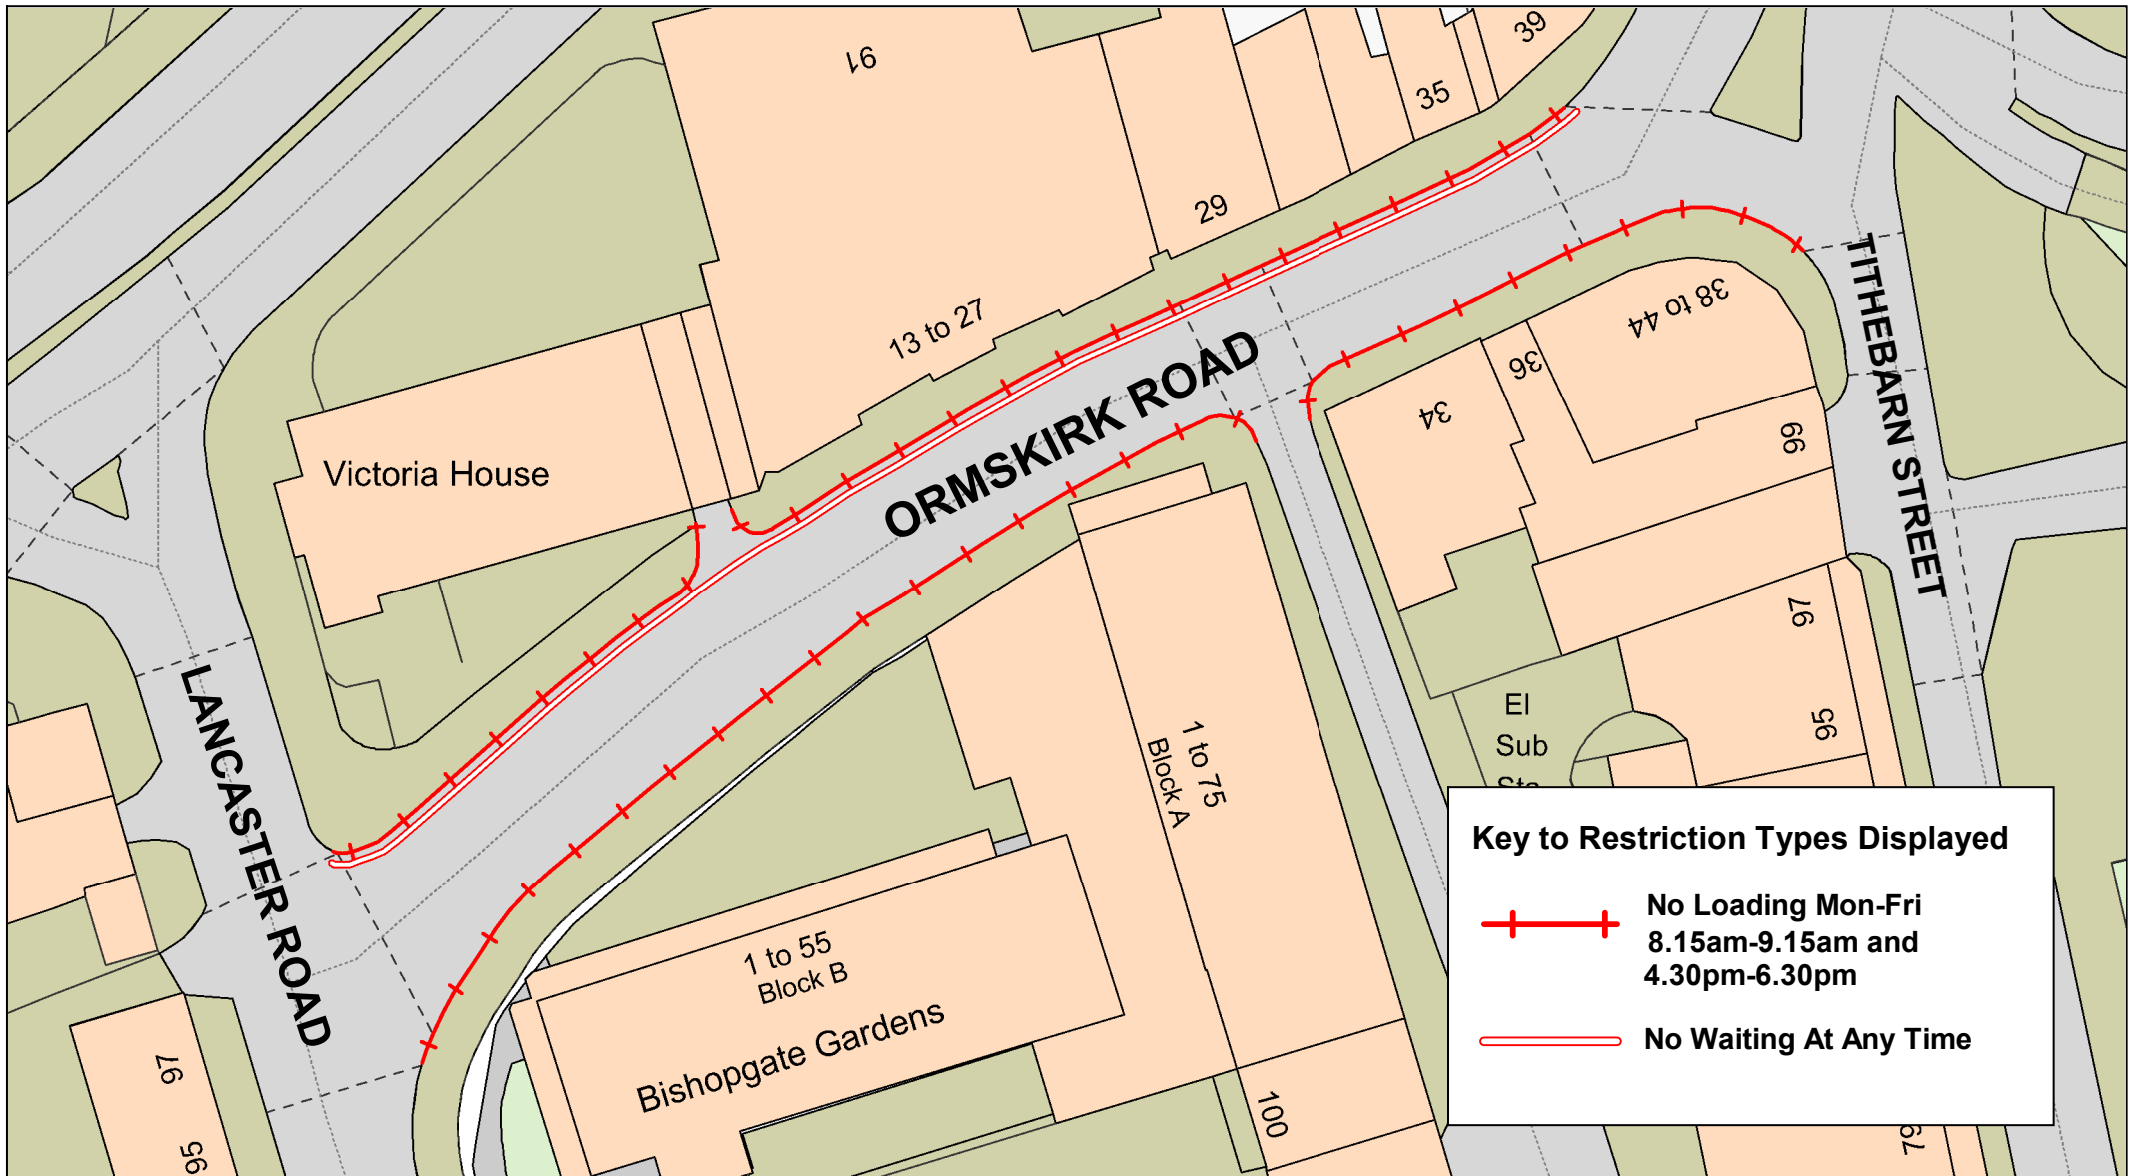 91
39
35
29
13 to 27
38 to 44
36
34
99
Victoria House
ORMSKIRK ROAD
TITHEBARN STREET
97
95
El
Sub
Sta
LANCASTER ROAD
1 to 75
Block A
1 to 55
Block B
Bishopgate Gardens
97
95
100
Key to Restriction Types Displayed
No Loading Mon-Fri
8.15am-9.15am and
4.30pm-6.30pm
No Waiting At Any Time